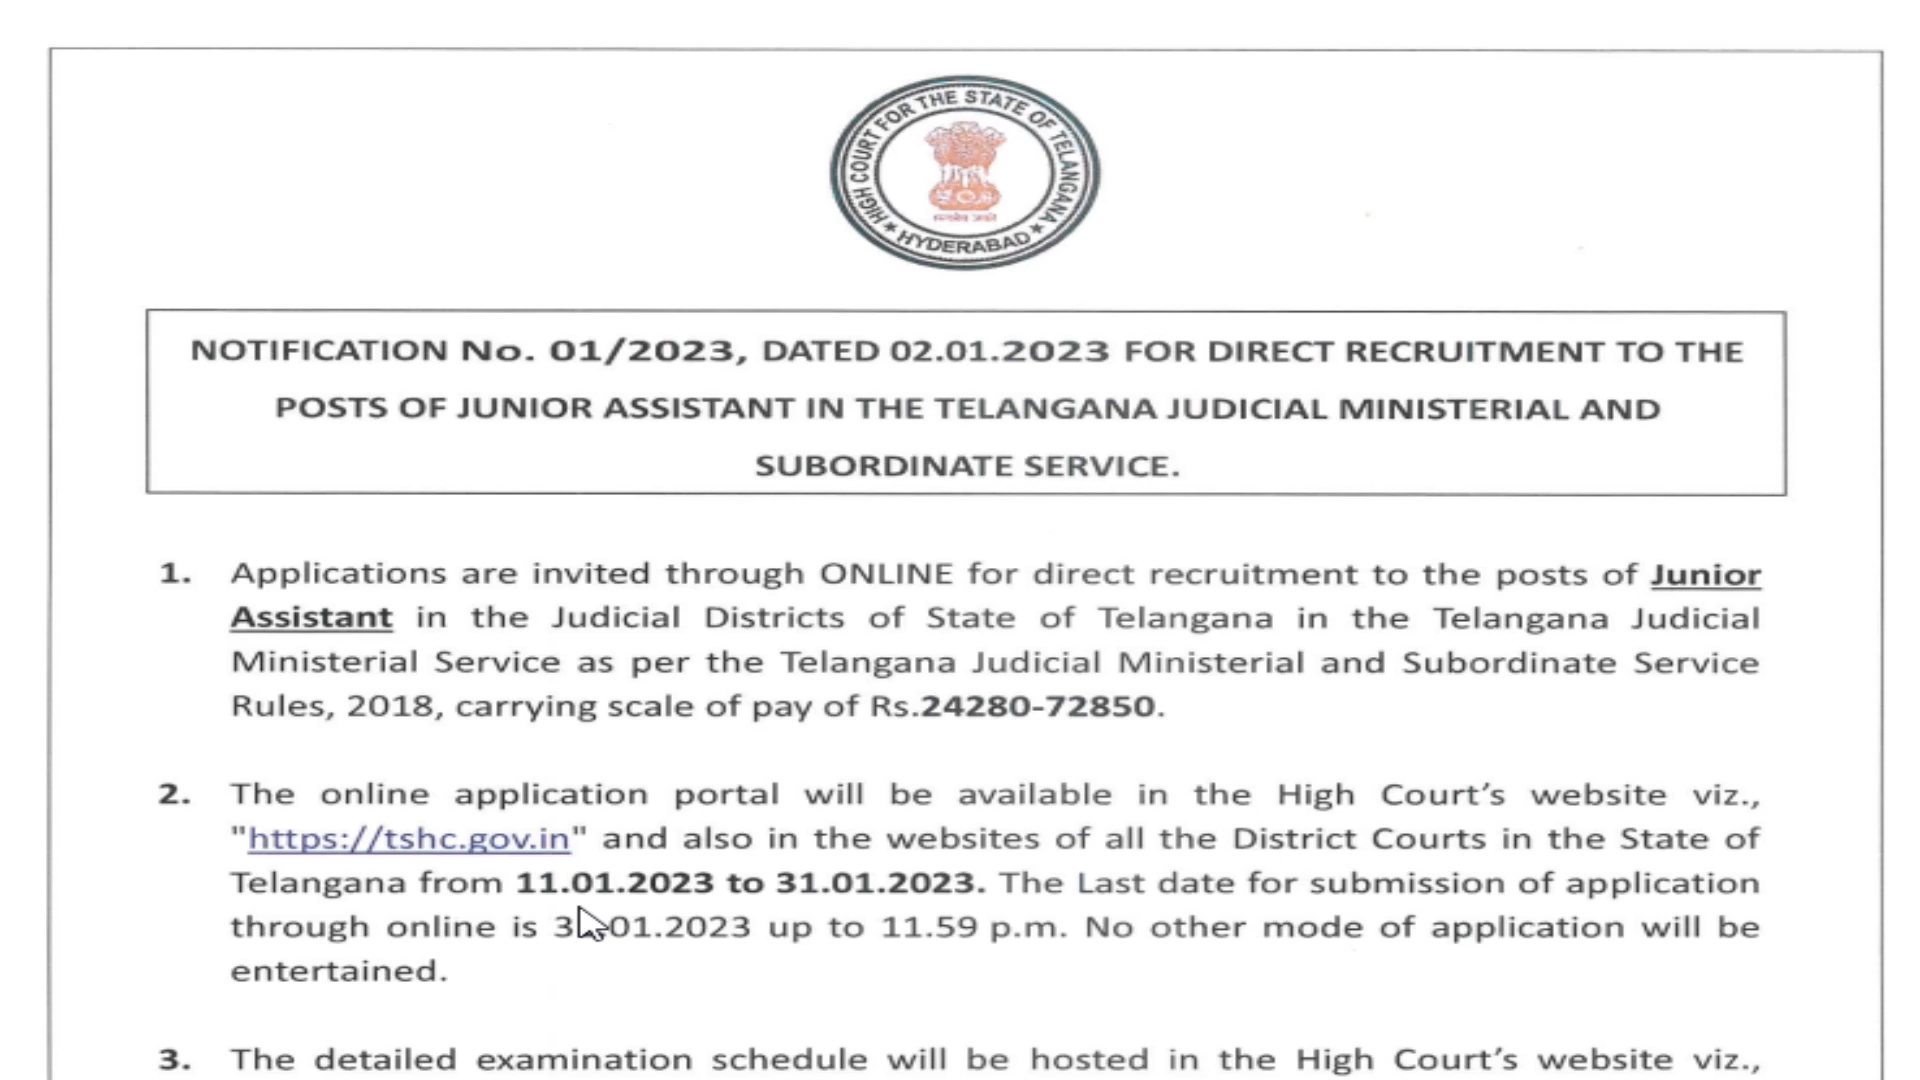 HIGH COURT FOR THE STATE OF TELANGANA
★ HYDERABAD ★
NOTIFICATION No. 01/2023, DATED 02.01.2023 FOR DIRECT RECRUITMENT TO THE
POSTS OF JUNIOR ASSISTANT IN THE TELANGANA JUDICIAL MINISTERIAL AND
SUBORDINATE SERVICE.
1. Applications are invited through ONLINE for direct recruitment to the posts of Junior
Assistant in the Judicial Districts of State of Telangana in the Telangana Judicial
Ministerial Service as per the Telangana Judicial Ministerial and Subordinate Service
Rules, 2018, carrying scale of pay of Rs.24280-72850.
2. The online application portal will be available in the High Court’s website viz.,
"https://tshc.gov.in" and also in the websites of all the District Courts in the State of
Telangana from 11.01.2023 to 31.01.2023. The Last date for submission of application
through online is 01.2023 up to 11.59 p.m. No other mode of application will be
entertained.
3. The detailed examination schedule will be hosted in the High Court’s website viz.,